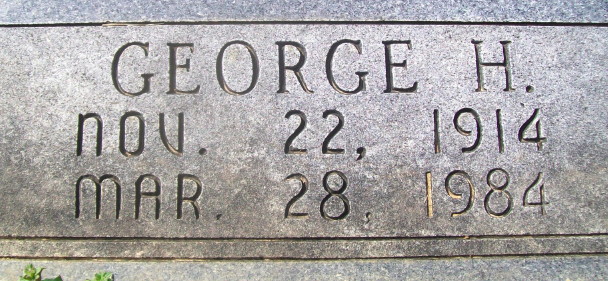 GEORGE H.
NOV. 22, 1914
MAR. 28, 1984